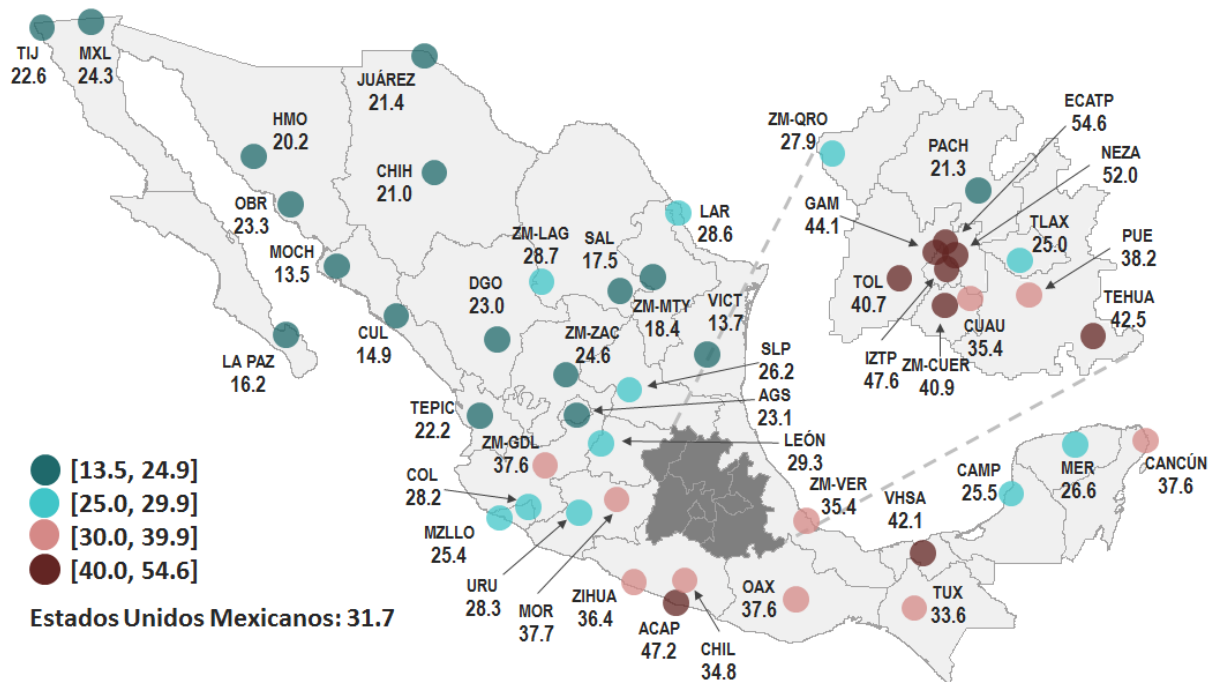 TIJ
22.6
MXL
24.3
JUÁREZ
21.4
HMO
20.2
CHIH
21.0
OBR
23.3
MOCH
13.5
LAR
28.6
ZM-LAG
28.7
SAL
17.5
DGO
23.0
ZM-MTY
18.4
VICT
13.7
CUL
14.9
LA PAZ
16.2
ZM-ZAC
24.6
SLP
26.2
AGS
23.1
TEPIC
22.2
ZM-GDL
37.6
LEÓN
29.3
COL
28.2
MZLLO
25.4
URU
28.3
MOR
37.7
ZIHUA
36.4
ACAP
47.2
CHIL
34.8
OAX
37.6
ZM-VER
35.4
VHSA
42.1
TUX
33.6
CAMP
25.5
MER
26.6
CANCÚN
37.6
ZM-QRO
27.9
PACH
21.3
ECATP
54.6
NEZA
52.0
GAM
44.1
TLAX
25.0
PUE
38.2
TOL
40.7
TEHUA
42.5
CUAU
35.4
IZTP
47.6
ZM-CUER
40.9
[13.5, 24.9]
[25.0, 29.9]
[30.0, 39.9]
[40.0, 54.6]
Estados Unidos Mexicanos: 31.7